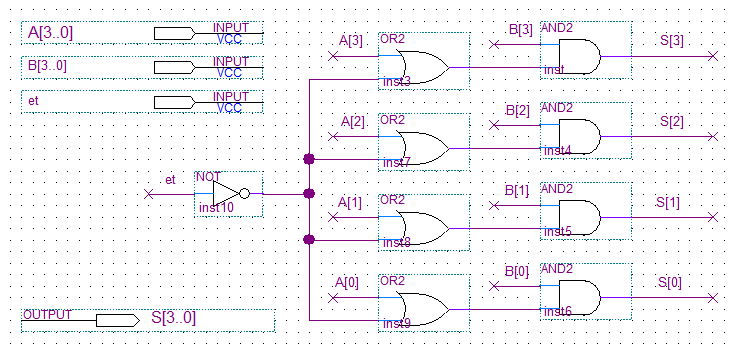 A[3..0] INPUT
VCC
B[3..0] INPUT
VCC
et INPUT
VCC
A[3] OR2 inst3
B[3] AND2 inst S[3]
A[2] OR2 inst7
B[2] AND2 inst4 S[2]
et NOT inst10
A[1] OR2 inst8
B[1] AND2 inst5 S[1]
A[0] OR2 inst9
B[0] AND2 inst6 S[0]
OUTPUT S[3..0]